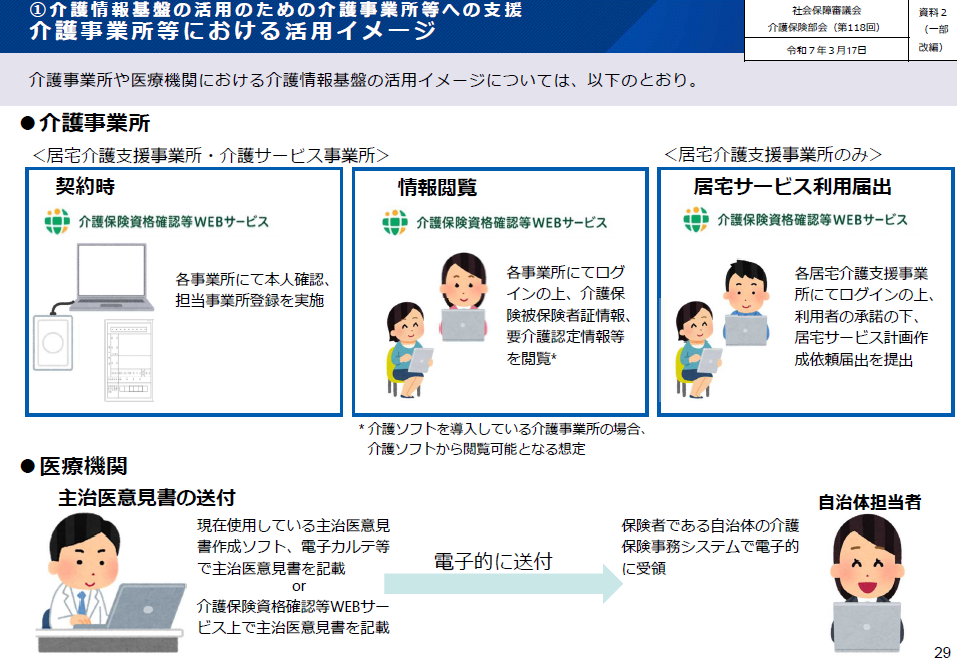 ①介護情報基盤の活用のための介護事業所等への支援
介護事業所等における活用イメージ
社会保障審議会
介護保険部会（第118回）
令和７年３月17日
資料２
（一部
改編）
介護事業所や医療機関における介護情報基盤の活用イメージについては、以下のとおり。
●介護事業所
＜居宅介護支援事業所・介護サービス事業所＞
契約時
介護保険資格確認等WEBサービス
各事業所にて本人確認、
担当事業所登録を実施
情報閲覧
介護保険資格確認等WEBサービス
各事業所にてログ
インの上、介護保
険被保険者証情報、
要介護認定情報等
を閲覧*
* 介護ソフトを導入している介護事業所の場合、
介護ソフトから閲覧可能となる想定
＜居宅介護支援事業所のみ＞
居宅サービス利用届出
介護保険資格確認等WEBサービス
各居宅介護支援事業
所にてログインの上、
利用者の承諾の下、
居宅サービス計画作
成依頼届出を提出
●医療機関
主治医意見書の送付
現在使用している主治医意見
書作成ソフト、電子カルテ等
で主治医意見書を記載
or
介護保険資格確認等WEBサー
ビス上で主治医意見書を記載
電子的に送付
保険者である自治体の介護
保険事務システムで電子的
に受領
自治体担当者
29